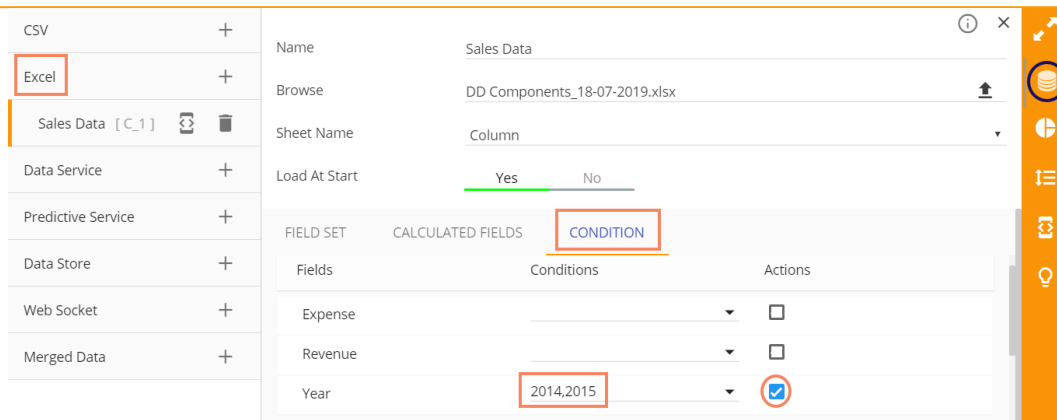 CSV
Excel
Sales Data [ C_1 ]
Data Service
Predictive Service
Data Store
Web Socket
Merged Data
Name Sales Data
Browse DD Components_18-07-2019.xlsx
Sheet Name Column
Load At Start Yes No
FIELD SET CALCULATED FIELDS CONDITION
Fields Conditions Actions
Expense
Revenue
Year 2014,2015